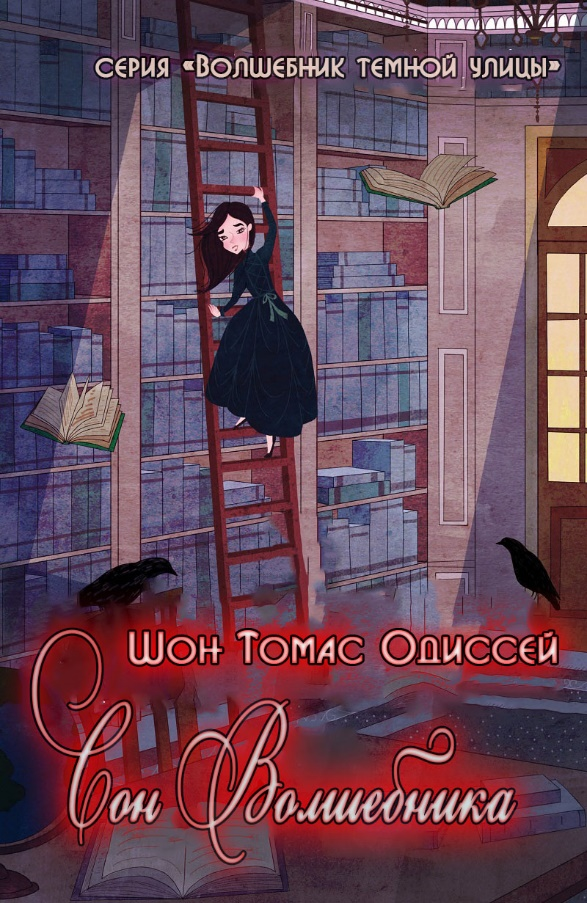 серия «Волшебник темной улицы»
Шон Томас Одиссей
Сон Волшебника